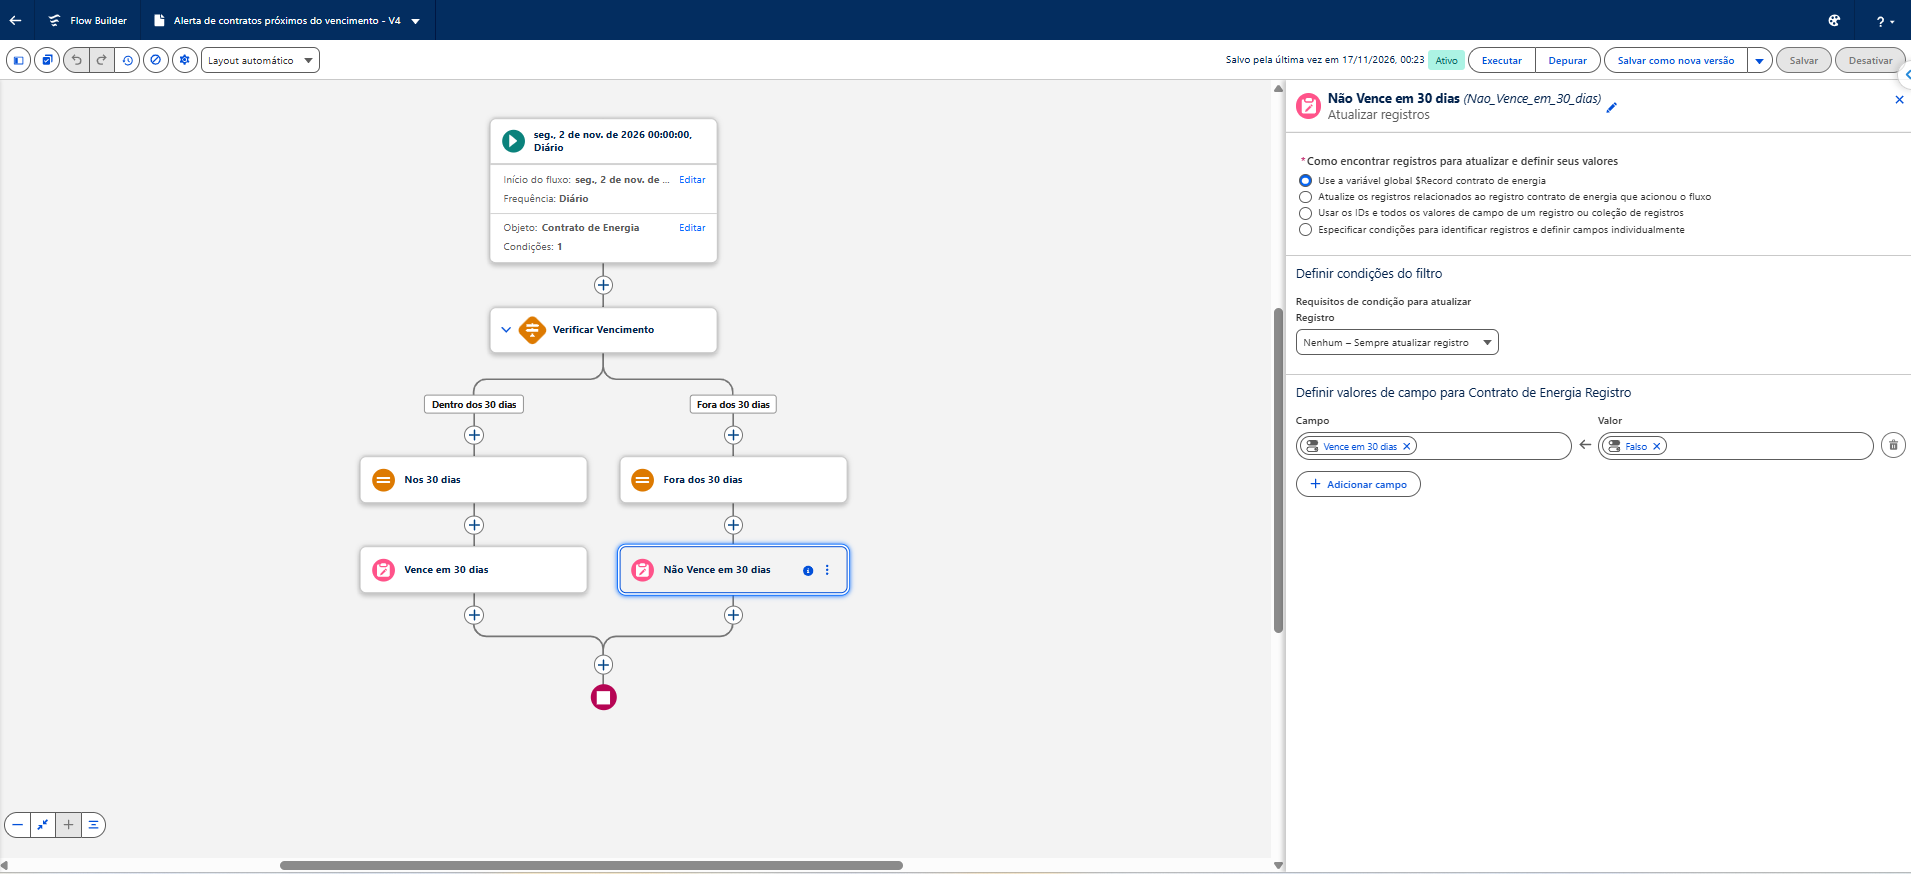 Flow Builder
Alerta de contratos próximos do vencimento - V4
?
Layout automático
Salvo pela última vez em 17/11/2026, 00:23
Ativo
Executar
Depurar
Salvar como nova versão
Salvar
Desativar
seg., 2 de nov. de 2026 00:00:00,
Diário
Início do fluxo: seg., 2 de nov. de ...
Editar
Frequência: Diário
Objeto: Contrato de Energia
Editar
Condições: 1
Verificar Vencimento
Dentro dos 30 dias
Fora dos 30 dias
Nos 30 dias
Fora dos 30 dias
Vence em 30 dias
Não Vence em 30 dias
Não Vence em 30 dias (Nao_Vence_em_30_dias)
Atualizar registros
*Como encontrar registros para atualizar e definir seus valores
Use a variável global $Record contrato de energia
Atualize os registros relacionados ao registro contrato de energia que acionou o fluxo
Usar os IDs e todos os valores de campo de um registro ou coleção de registros
Especificar condições para identificar registros e definir campos individualmente
Definir condições do filtro
Requisitos de condição para atualizar
Registro
Nenhum – Sempre atualizar registro
Definir valores de campo para Contrato de Energia Registro
Campo
Valor
Vence em 30 dias
Falso
Adicionar campo